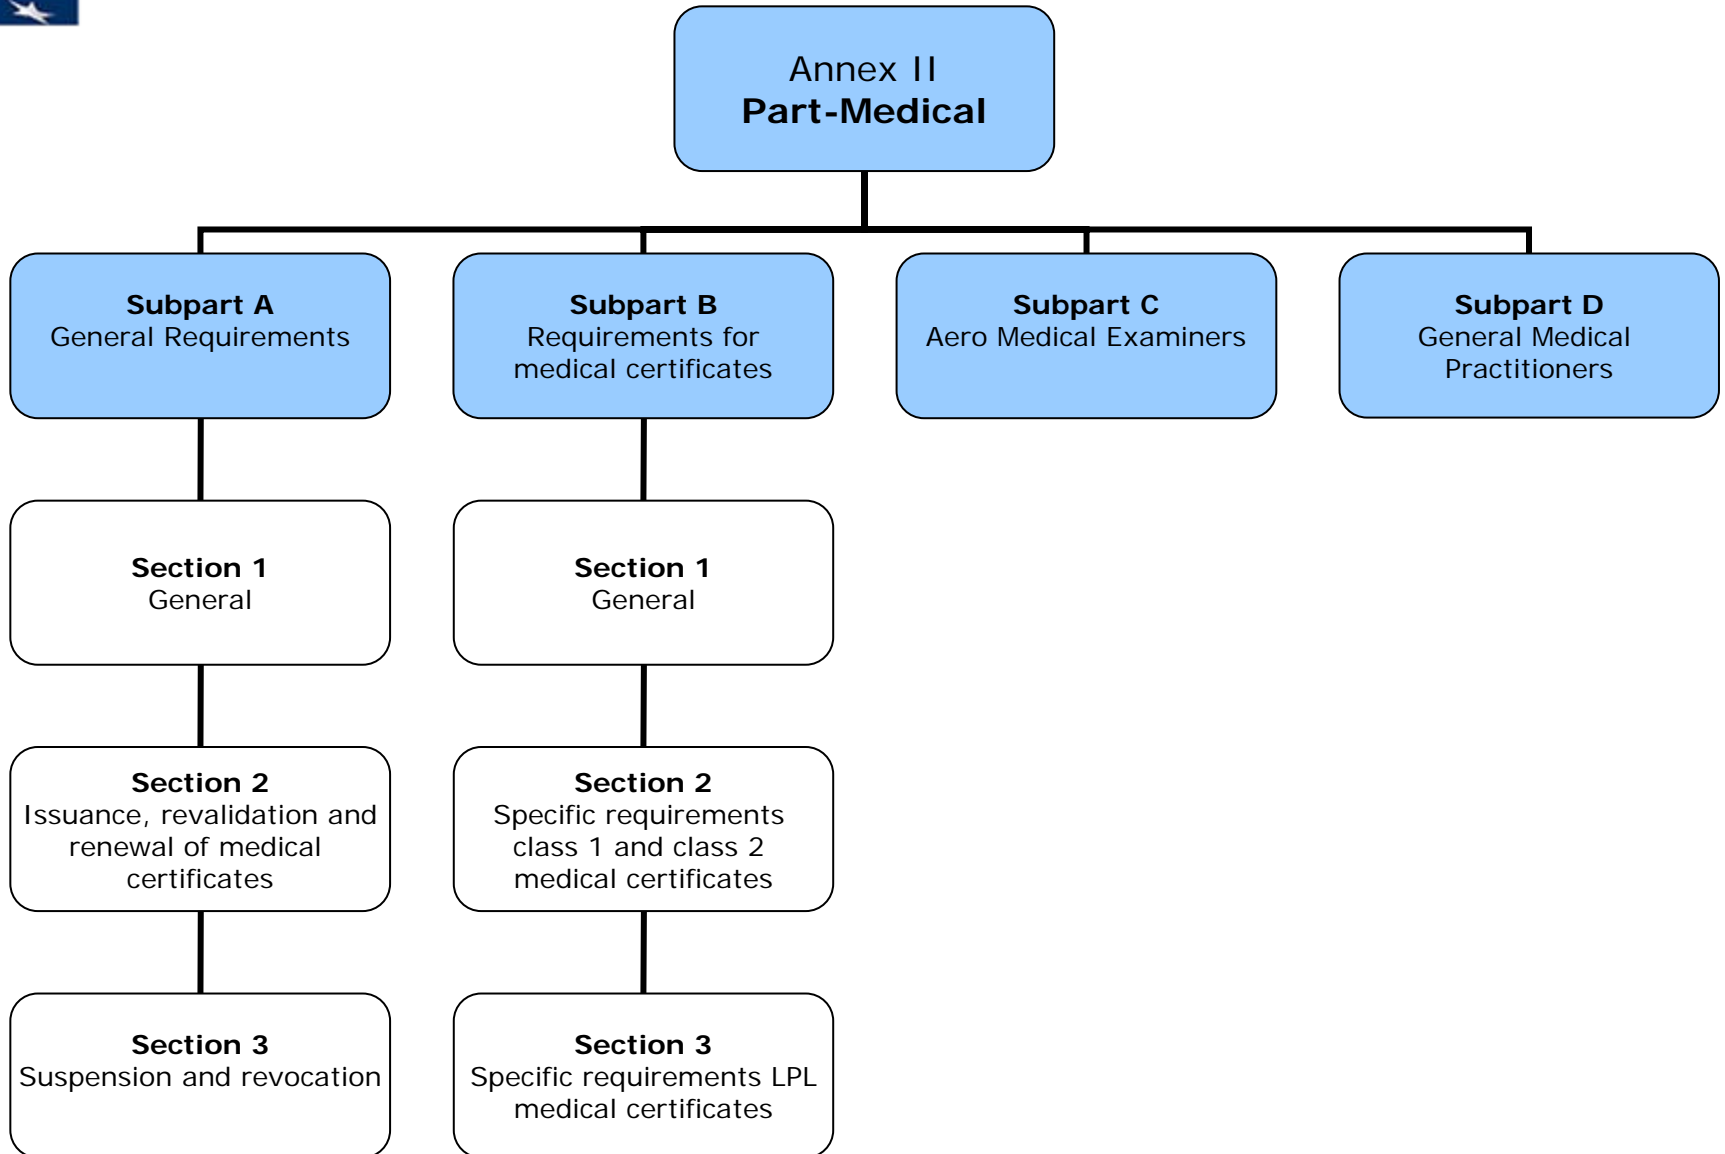 Annex II
Part-Medical
Subpart A
General Requirements
Subpart B
Requirements for
medical certificates
Subpart C
Aero Medical Examiners
Subpart D
General Medical
Practitioners
Section 1
General
Section 1
General
Section 2
Issuance, revalidation and
renewal of medical
certificates
Section 2
Specific requirements
class 1 and class 2
medical certificates
Section 3
Suspension and revocation
Section 3
Specific requirements LPL
medical certificates